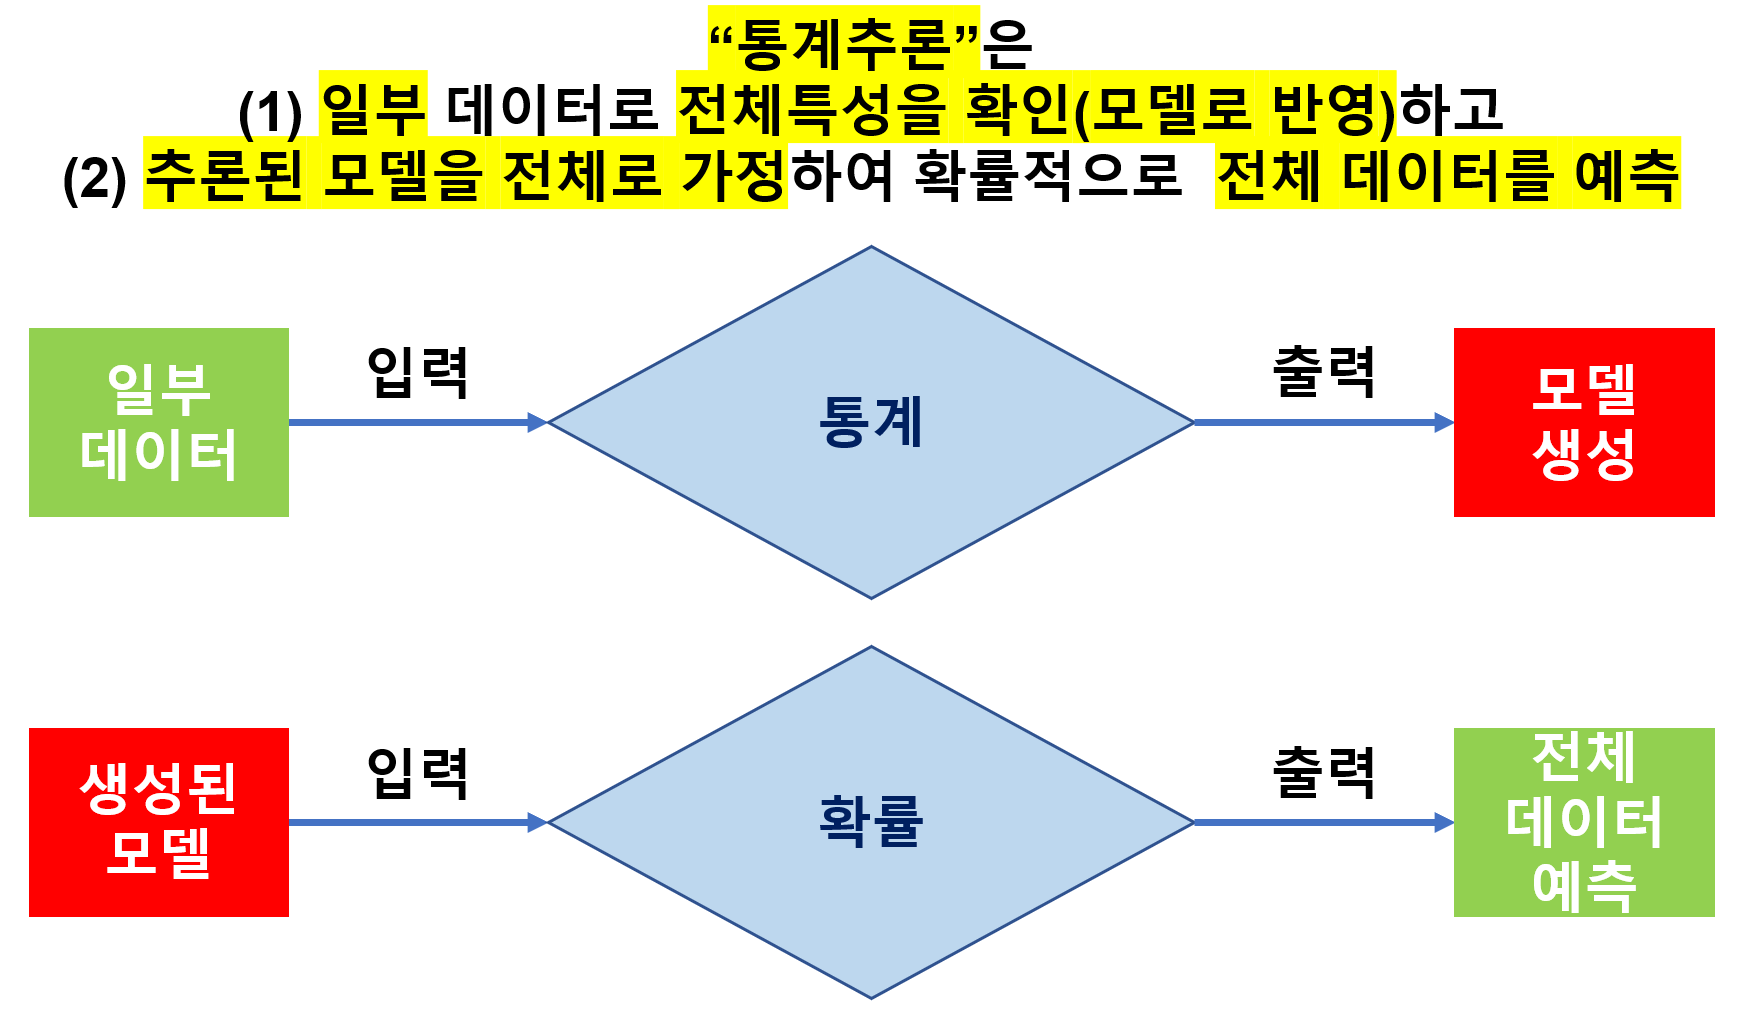 “통계추론”은
(1) 일부 데이터로 전체특성을 확인(모델로 반영)하고
(2) 추론된 모델을 전체로 가정하여 확률적으로 전체 데이터를 예측
일부
데이터
입력
통계
출력
모델
생성
생성된
모델
입력
확률
출력
전체
데이터
예측